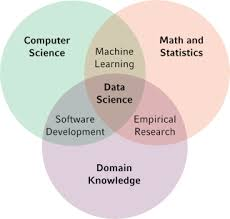 Computer
Science
Math and
Statistics
Machine
Learning
Data
Science
Software
Development
Empirical
Research
Domain
Knowledge